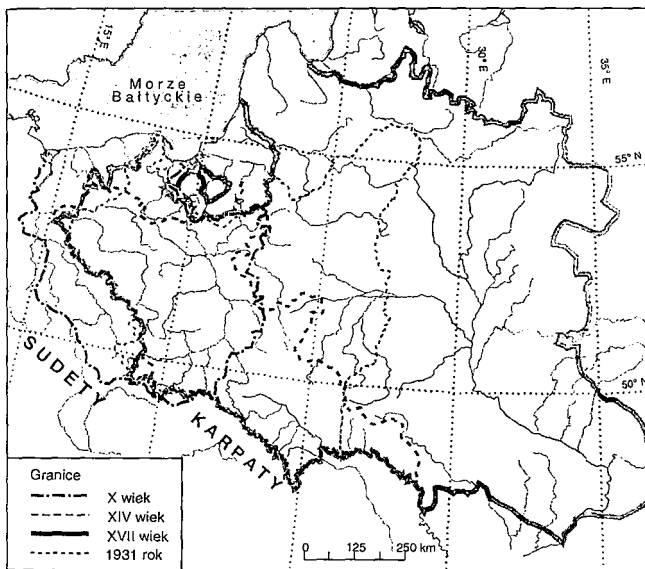 15° E
30° E
35° E
Morze
Bałtyckie
55° N
50° N
SUDETY
KARPATY
Granice
X wiek
XIV wiek
XVII wiek
1931 rok
0 125 250 km